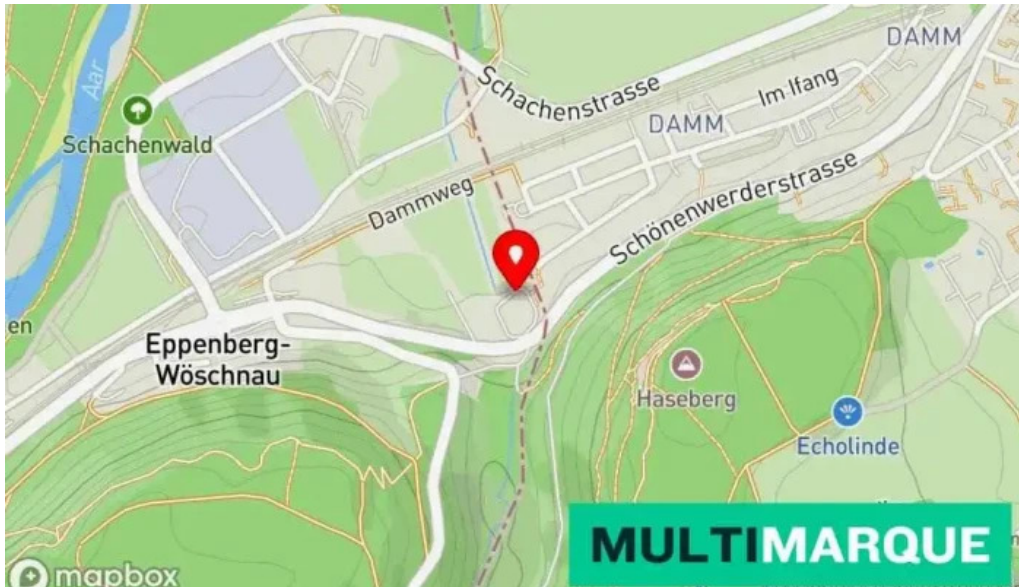 DAMM
Aar
Schachenstrasse
Im Ifang
Schachenwald
DAMM
Dammweg
Schönenwerderstrasse
en
Eppenberg-
Wöschnau
Haseberg
Echolinde
MULTIMARQUE
mapbox